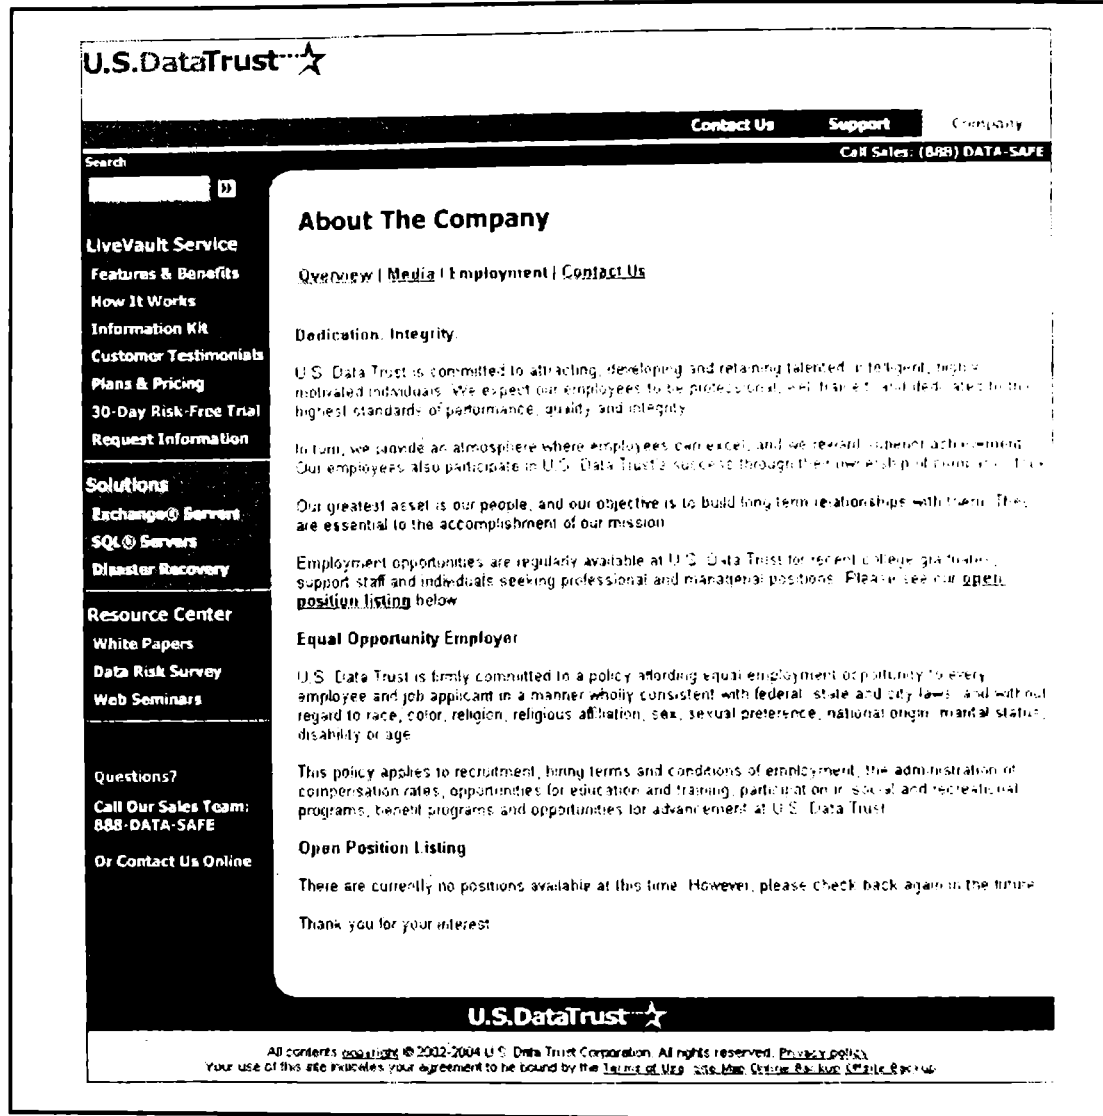 U.S.DataTrust
Contact Us Support Company
Call Sales: (888) DATA-SAFE
Search
LiveVault Service
Features & Benefits
How It Works
Information Kit
Customer Testimonials
Plans & Pricing
30-Day Risk-Free Trial
Request Information
Solutions
Exchange® Servers
SQL® Servers
Disaster Recovery
Resource Center
White Papers
Data Risk Survey
Web Seminars
Questions?
Call Our Sales Team:
888-DATA-SAFE
Or Contact Us Online
About The Company
Overview | Media | Employment | Contact Us
Dedication. Integrity.
U.S. Data Trust is committed to attracting, developing and retaining talented, intelligent, highly
motivated individuals. We expect our employees to be professional, well trained and dedicated to the
highest standards of performance, quality and integrity.
In turn, we provide an atmosphere where employees can excel, and we reward superior achievement.
Our employees also participate in U.S. Data Trust's success through their ownership of company stock.
Our greatest asset is our people, and our objective is to build long term relationships with them. They
are essential to the accomplishment of our mission.
Employment opportunities are regularly available at U.S. Data Trust for recent college graduates,
support staff and individuals seeking professional and managerial positions. Please see our open
position listing below.
Equal Opportunity Employer
U.S. Data Trust is firmly committed to a policy affording equal employment opportunity to every
employee and job applicant in a manner wholly consistent with federal, state and city laws, and without
regard to race, color, religion, religious affiliation, sex, sexual preference, national origin, marital status,
disability or age.
This policy applies to recruitment, hiring terms and conditions of employment, the administration of
compensation rates, opportunities for education and training, participation in social and recreational
programs, benefit programs and opportunities for advancement at U.S. Data Trust.
Open Position Listing
There are currently no positions available at this time. However, please check back again in the future.
Thank you for your interest.
U.S.DataTrust
All contents copyright © 2002-2004 U.S. Data Trust Corporation. All rights reserved. Privacy policy.
Your use of this site indicates your agreement to be bound by the Terms of Use. Site Map Online Backup Offsite Backup